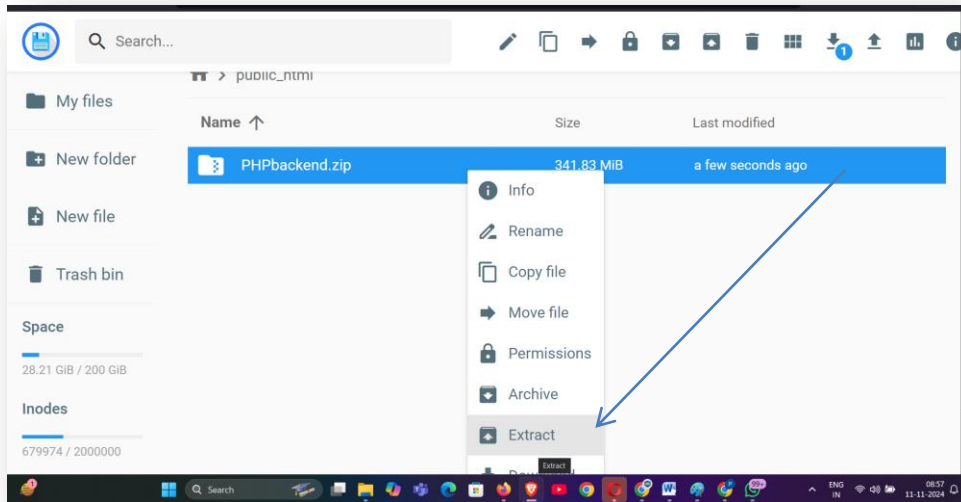 Search...
1
> public_html
My files
Name Size Last modified
New folder
PHPbackend.zip 341.83 MiB a few seconds ago
Info
New file
Rename
Copy file
Trash bin
Move file
Space
Permissions
28.21 GiB / 200 GiB
Archive
Inodes
Extract
679974 / 2000000
Extract
Search
99+
ENG
IN
08:57
11-11-2024